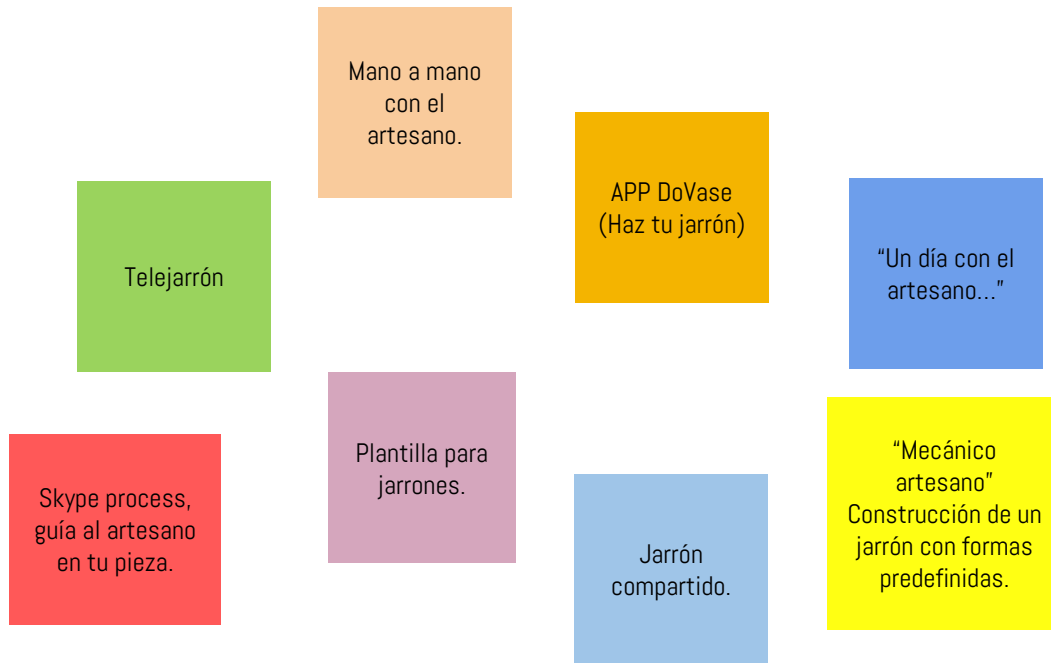 Mano a mano
con el
artesano.
APP DoVase
(Haz tu jarrón)
Telejarrón
“Un día con el
artesano...”
Plantilla para
jarrones.
Skype process,
guía al artesano
en tu pieza.
Jarrón
compartido.
“Mecánico
artesano”
Construcción de un
jarrón con formas
predefinidas.